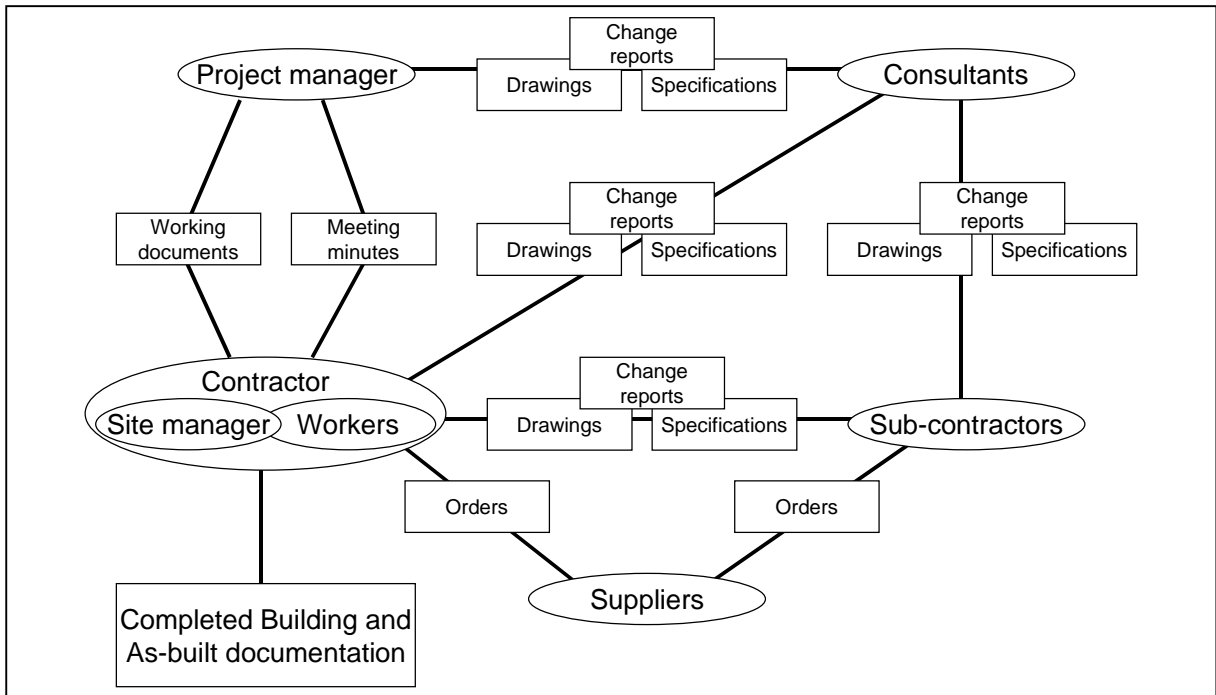 Change
reports
Project manager
Drawings
Specifications
Consultants
Working
documents
Meeting
minutes
Change
reports
Drawings
Specifications
Change
reports
Drawings
Specifications
Contractor
Site manager
Workers
Change
reports
Drawings
Specifications
Sub-contractors
Orders
Orders
Suppliers
Completed Building and
As-built documentation